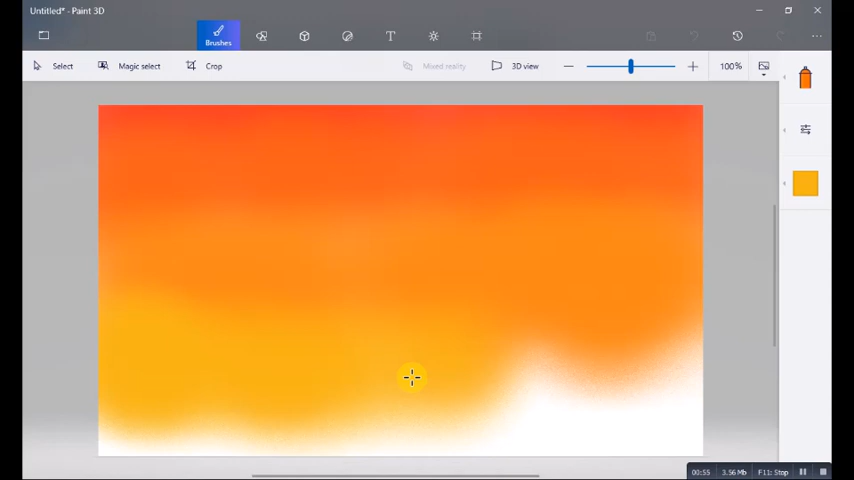 Untitled* - Paint 3D
Brushes
T
Select
Magic select
Crop
Mixed reality
3D view
100%
00:55
3.56 Mb
F11: Stop